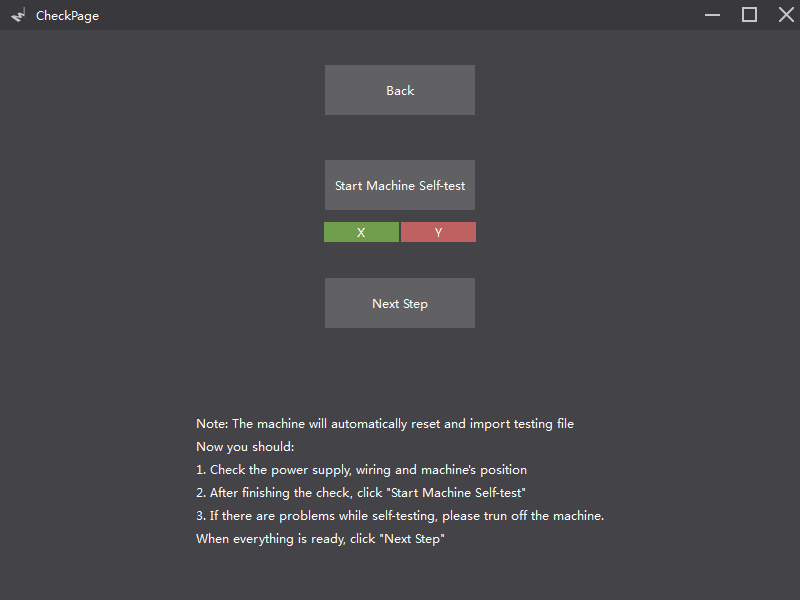 CheckPage
Back
Start Machine Self-test
X Y
Next Step
Note: The machine will automatically reset and import testing file
Now you should:
1. Check the power supply, wiring and machine's position
2. After finishing the check, click "Start Machine Self-test"
3. If there are problems while self-testing, please trun off the machine.
When everything is ready, click "Next Step"